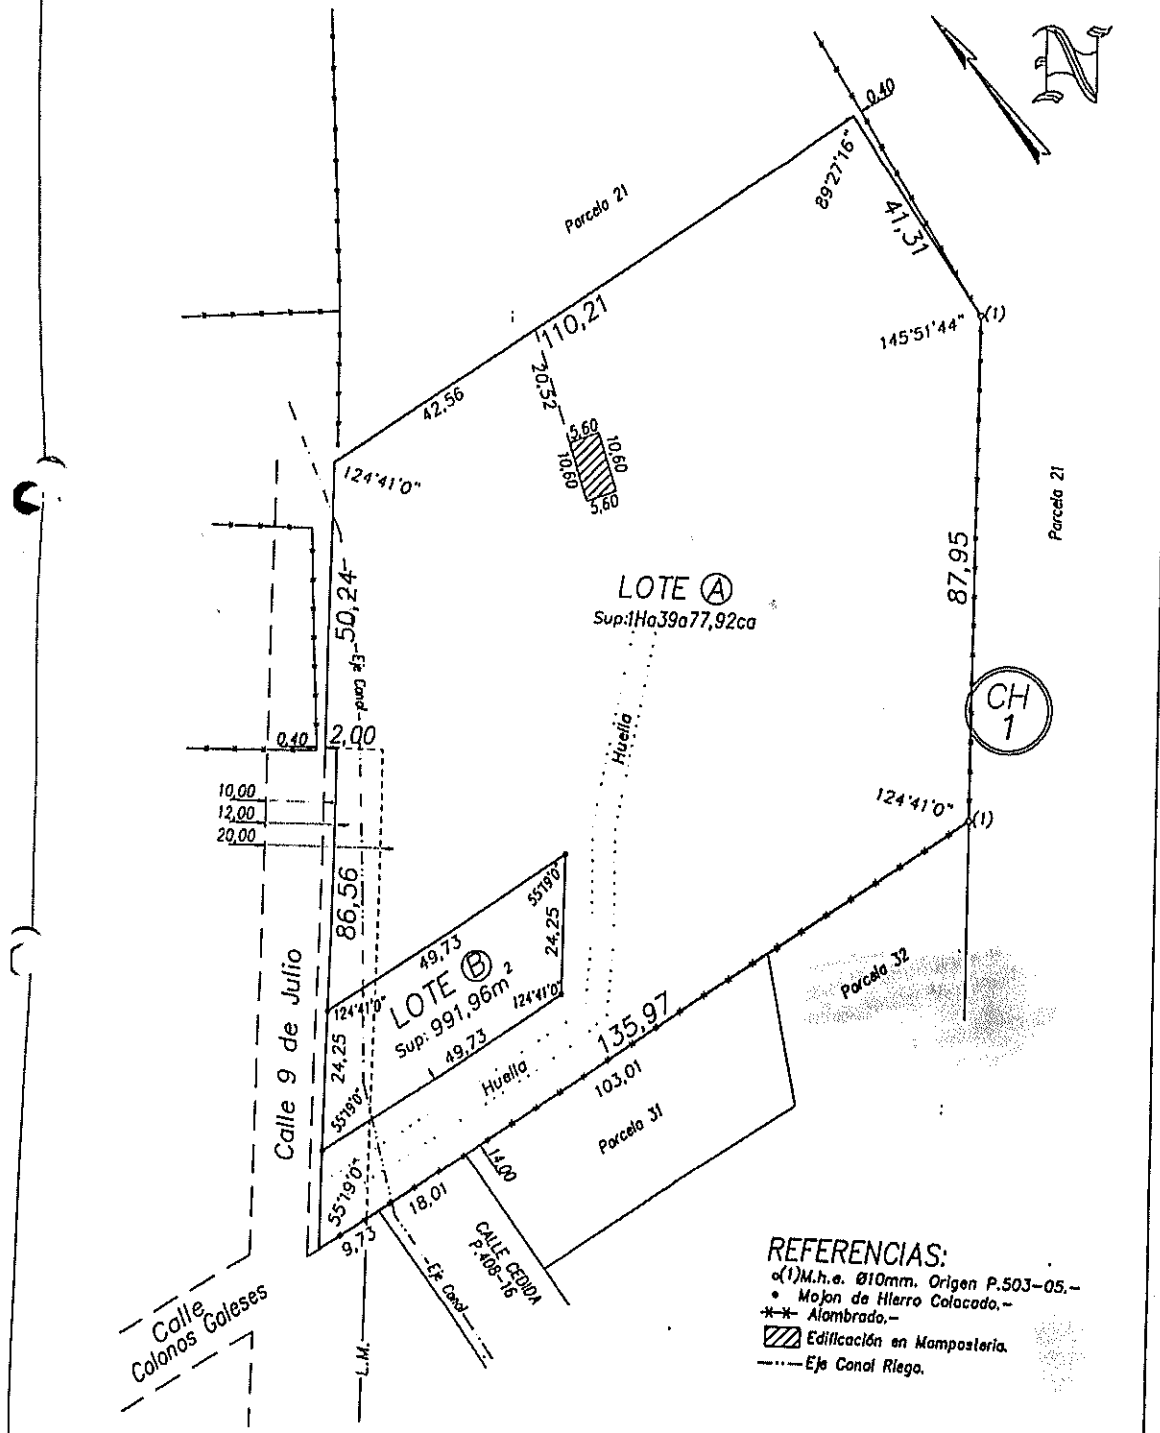 N
0,40
89°27'16"
41,31
Parcela 21
110,21
145°51'44"
(1)
20,52
42,56
5,60
10,60
10,60
5,60
124°41'0"
Parcela 21
87,95
50,24
LOTE A
Sup:1Ha39a77,92ca
Eje Canal
Huella
CH
1
0,40
2,00
10,00
12,00
20,00
124°41'0"
(1)
86,56
55°19'0"
49,73
24,25
LOTE B
Sup: 991,96m²
124°41'0"
124°41'0"
49,73
24,25
Calle 9 de Julio
Parcela 32
135,97
Huella
103,01
55°19'0"
Parcela 31
14,00
55°19'0"
18,01
9,73
CALLE CEDIDA
P.408-16
Eje Canal
L.M.
Calle
Colonos Galeses
REFERENCIAS:
(1)M.h.e. Ø10mm. Origen P.503-05.-
Mojon de Hierro Colocado.-
Alambrado.-
Edificación en Mamposteria.
Eje Canal Riego.